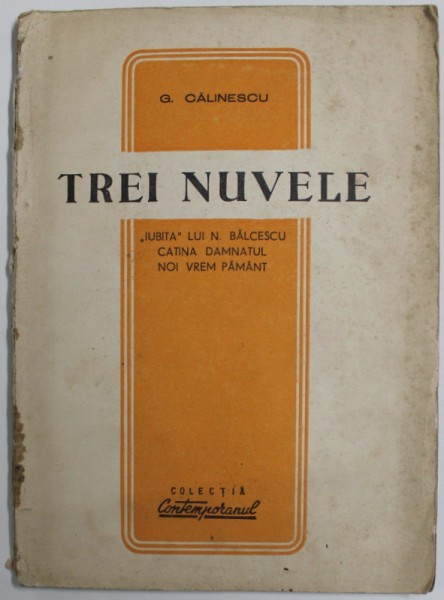 G. CĂLINESCU
TREI NUVELE
„IUBITA" LUI N. BĂLCESCU
CATINA DAMNATUL
NOI VREM PĂMÂNT
COLECȚIA
Contemporanul